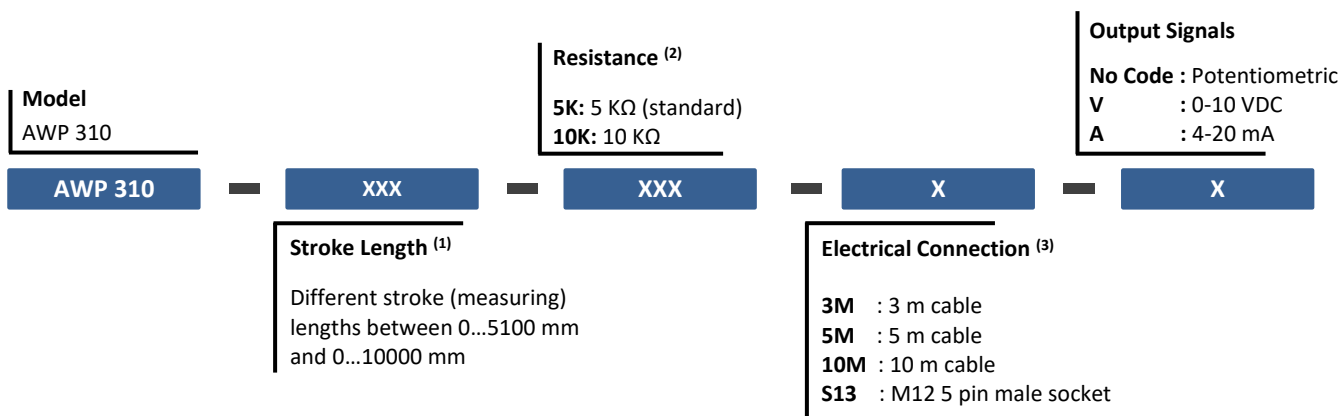 Model
AWP 310
Resistance (2)
5K: 5 KΩ (standard)
10K: 10 KΩ
Output Signals
No Code : Potentiometric
V : 0-10 VDC
A : 4-20 mA
AWP 310 – XXX – XXX – X – X
Stroke Length (1)
Different stroke (measuring)
lengths between 0...5100 mm
and 0...10000 mm
Electrical Connection (3)
3M : 3 m cable
5M : 5 m cable
10M : 10 m cable
S13 : M12 5 pin male socket